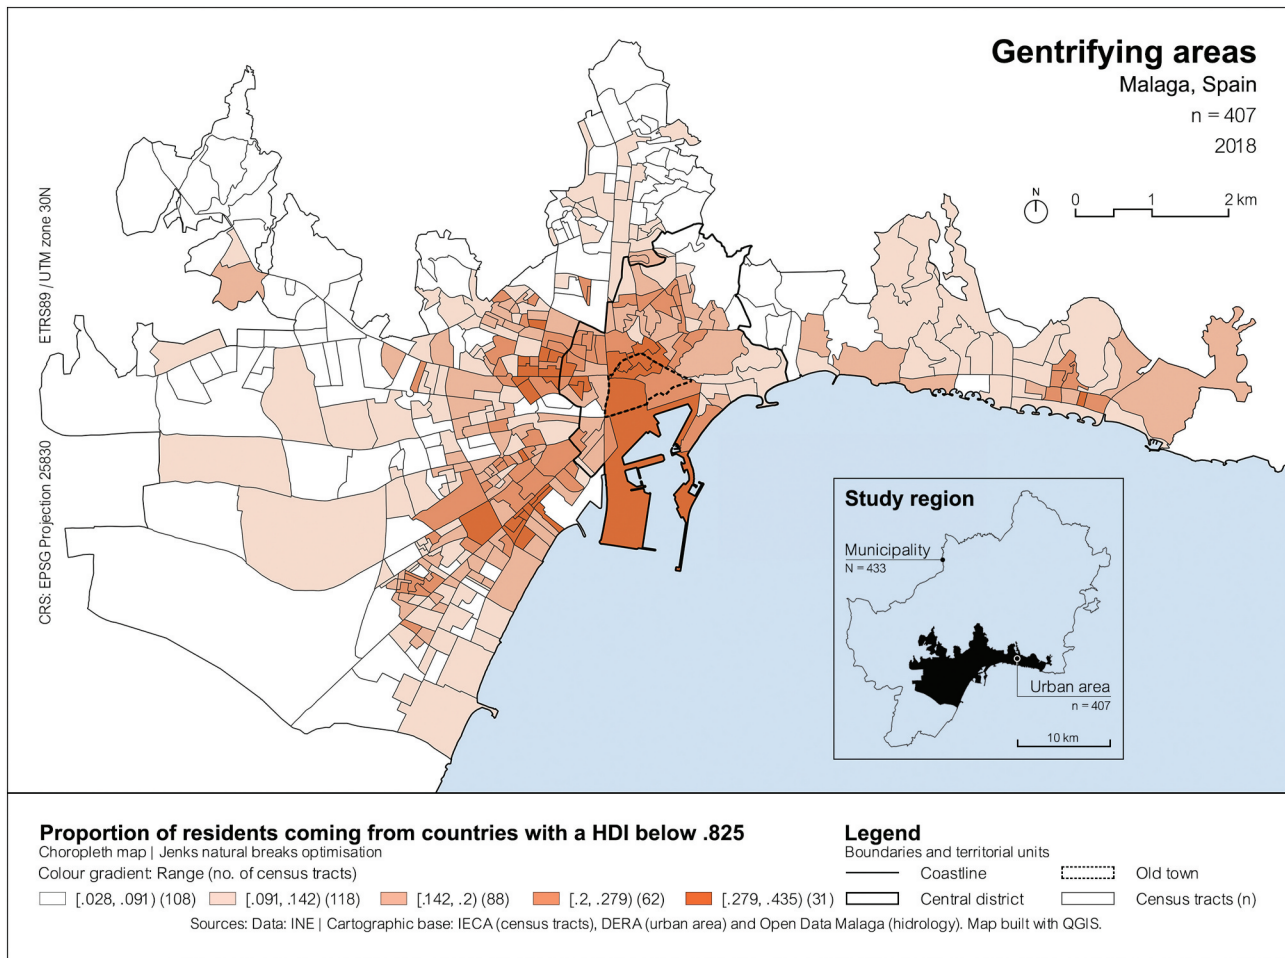 Gentrifying areas
Malaga, Spain
n = 407
2018
N
0 1 2 km
ETRS89 / UTM zone 30N
CRS: EPSG Projection 25830
Study region
Municipality
N = 433
Urban area
n = 407
10 km
Proportion of residents coming from countries with a HDI below .825
Choropleth map | Jenks natural breaks optimisation
Colour gradient: Range (no. of census tracts)
[.028, .091) (108) [.091, .142) (118) [.142, .2) (88) [.2, .279) (62) [.279, .435) (31)
Legend
Boundaries and territorial units
Coastline Old town
Central district Census tracts (n)
Sources: Data: INE | Cartographic base: IECA (census tracts), DERA (urban area) and Open Data Malaga (hidrology). Map built with QGIS.